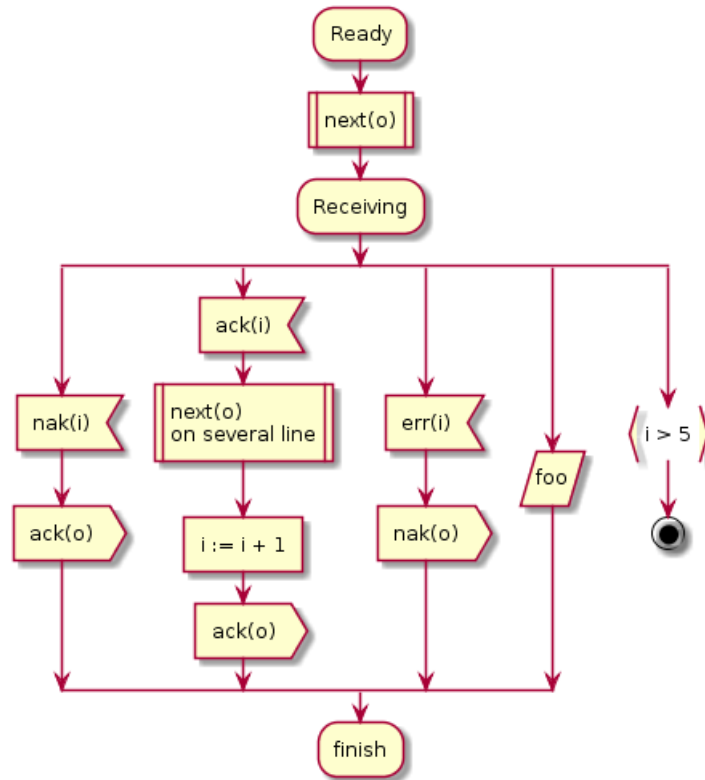 Ready
next(o)
Receiving
nak(i)
ack(o)
ack(i)
next(o)
on several line
i := i + 1
ack(o)
err(i)
nak(o)
foo
i > 5
finish